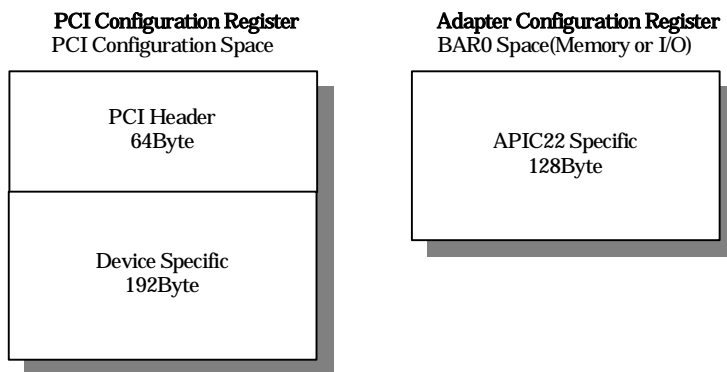 PCI Configuration Register
PCI Configuration Space
PCI Header
64Byte
Device Specific
192Byte
Adapter Configuration Register
BAR0 Space(Memory or I/O)
APIC22 Specific
128Byte